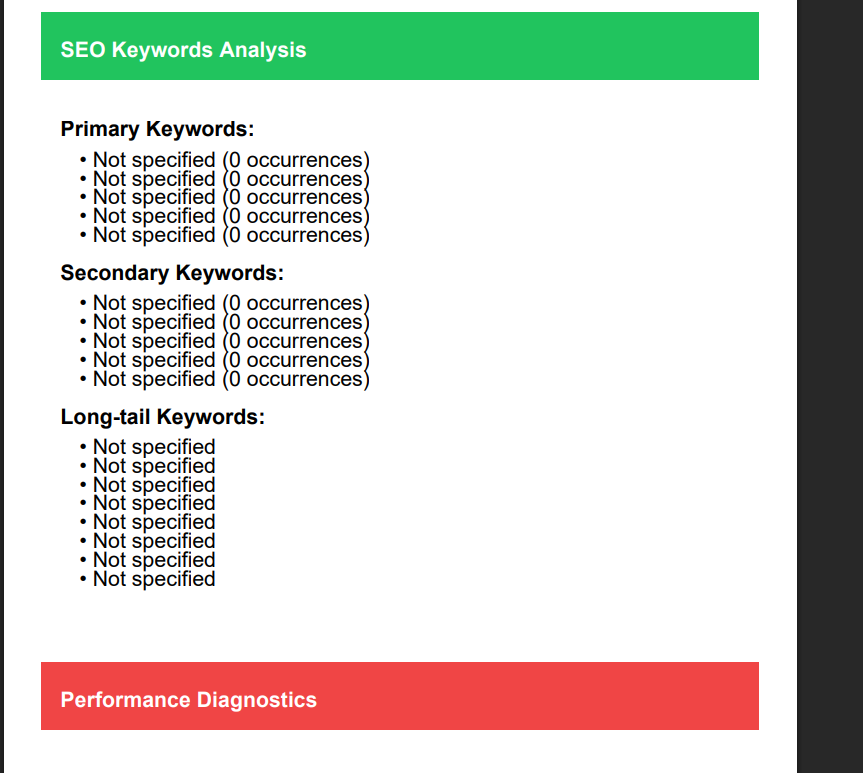 SEO Keywords Analysis
Primary Keywords:
• Not specified (0 occurrences)
• Not specified (0 occurrences)
• Not specified (0 occurrences)
• Not specified (0 occurrences)
• Not specified (0 occurrences)
Secondary Keywords:
• Not specified (0 occurrences)
• Not specified (0 occurrences)
• Not specified (0 occurrences)
• Not specified (0 occurrences)
• Not specified (0 occurrences)
Long-tail Keywords:
• Not specified
• Not specified
• Not specified
• Not specified
• Not specified
• Not specified
• Not specified
• Not specified
Performance Diagnostics